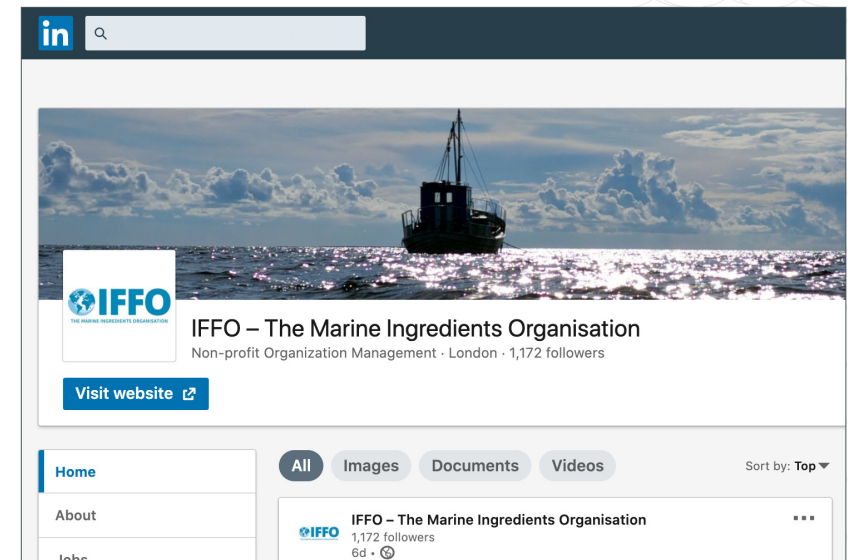 in
IFFO
THE MARINE INGREDIENTS ORGANISATION
IFFO – The Marine Ingredients Organisation
Non-profit Organization Management · London · 1,172 followers
Visit website
Home
About
Jobs
All Images Documents Videos
Sort by: Top
IFFO
IFFO – The Marine Ingredients Organisation
1,172 followers
6d •